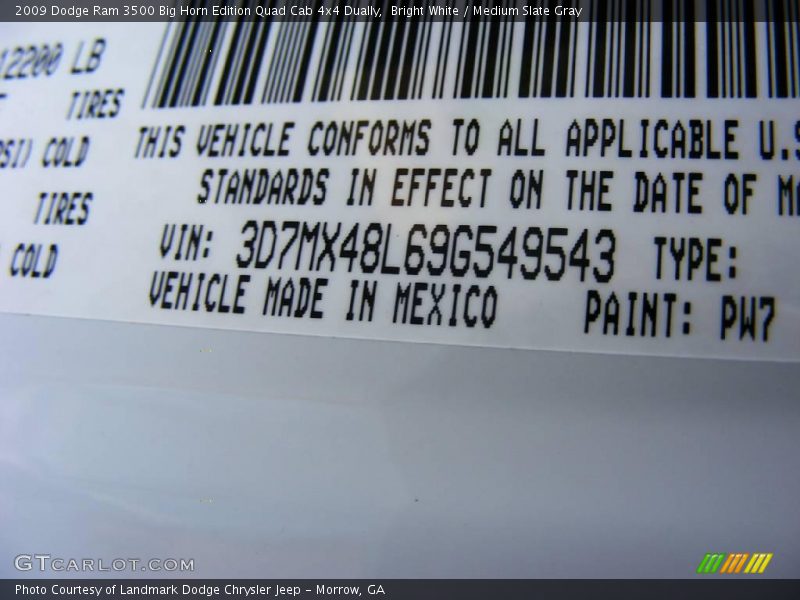 2009 Dodge Ram 3500 Big Horn Edition Quad Cab 4x4 Dually, Bright White / Medium Slate Gray
12200 LB
TIRES
COLD
THIS VEHICLE CONFORMS TO ALL APPLICABLE U.S
STANDARDS IN EFFECT ON THE DATE OF
TIRES
VIN: 3D7MX48L69G549543 TYPE:
COLD
VEHICLE MADE IN MEXICO PAINT: PW7
GTCARLOT.COM
Photo Courtesy of Landmark Dodge Chrysler Jeep - Morrow, GA